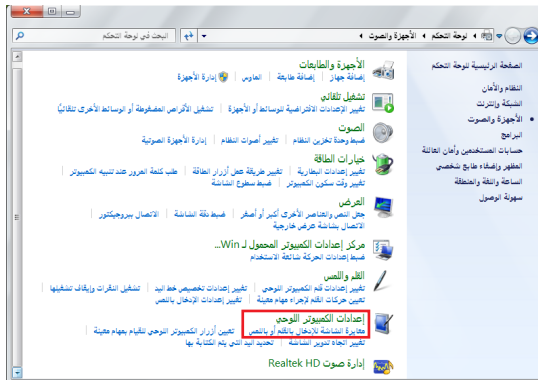 البحث في لوحة التحكم
لوحة التحكم ◂ الأجهزة والصوت ◂
الصفحة الرئيسية للوحة التحكم
النظام والأمان
الشبكة وإنترنت
الأجهزة والصوت
البرامج
حسابات المستخدمين وأمان العائلة
المظهر وإضفاء طابع شخصي
الساعة واللغة والمنطقة
سهولة الوصول
الأجهزة والطابعات
إضافة جهاز | إضافة طابعة | الماوس | إدارة الأجهزة
تشغيل تلقائي
تغيير الإعدادات الافتراضية للوسائط أو الأجهزة | تشغيل الأقراص المضغوطة أو الوسائط الأخرى تلقائيًا
الصوت
ضبط وحدة تخزين النظام | تغيير أصوات النظام | إدارة الأجهزة الصوتية
خيارات الطاقة
تغيير إعدادات البطارية | تغيير طريقة عمل أزرار الطاقة | طلب كلمة المرور عند تنبيه الكمبيوتر
تغيير وقت سكون الكمبيوتر | ضبط سطوع الشاشة
العرض
جعل النص والعناصر الأخرى أكبر أو أصغر | ضبط دقة الشاشة | الاتصال ببروجيكتور
الاتصال بشاشة عرض خارجية
مركز إعدادات الكمبيوتر المحمول لـ Win...
ضبط إعدادات الحركة شائعة الاستخدام
القلم واللمس
تغيير إعدادات قلم الكمبيوتر اللوحي | تغيير إعدادات تخصيص خط اليد | تشغيل النقرات وإيقاف تشغيلها
تعيين حركات القلم لإجراء مهام معينة | تغيير إعدادات الإدخال باللمس
إعدادات الكمبيوتر اللوحي
معايرة الشاشة للإدخال بالقلم أو باللمس | تعيين أزرار الكمبيوتر اللوحي للقيام بمهام معينة
تغيير اتجاه تدوير الشاشة | تحديد اليد التي يتم الكتابة بها
إدارة صوت Realtek HD